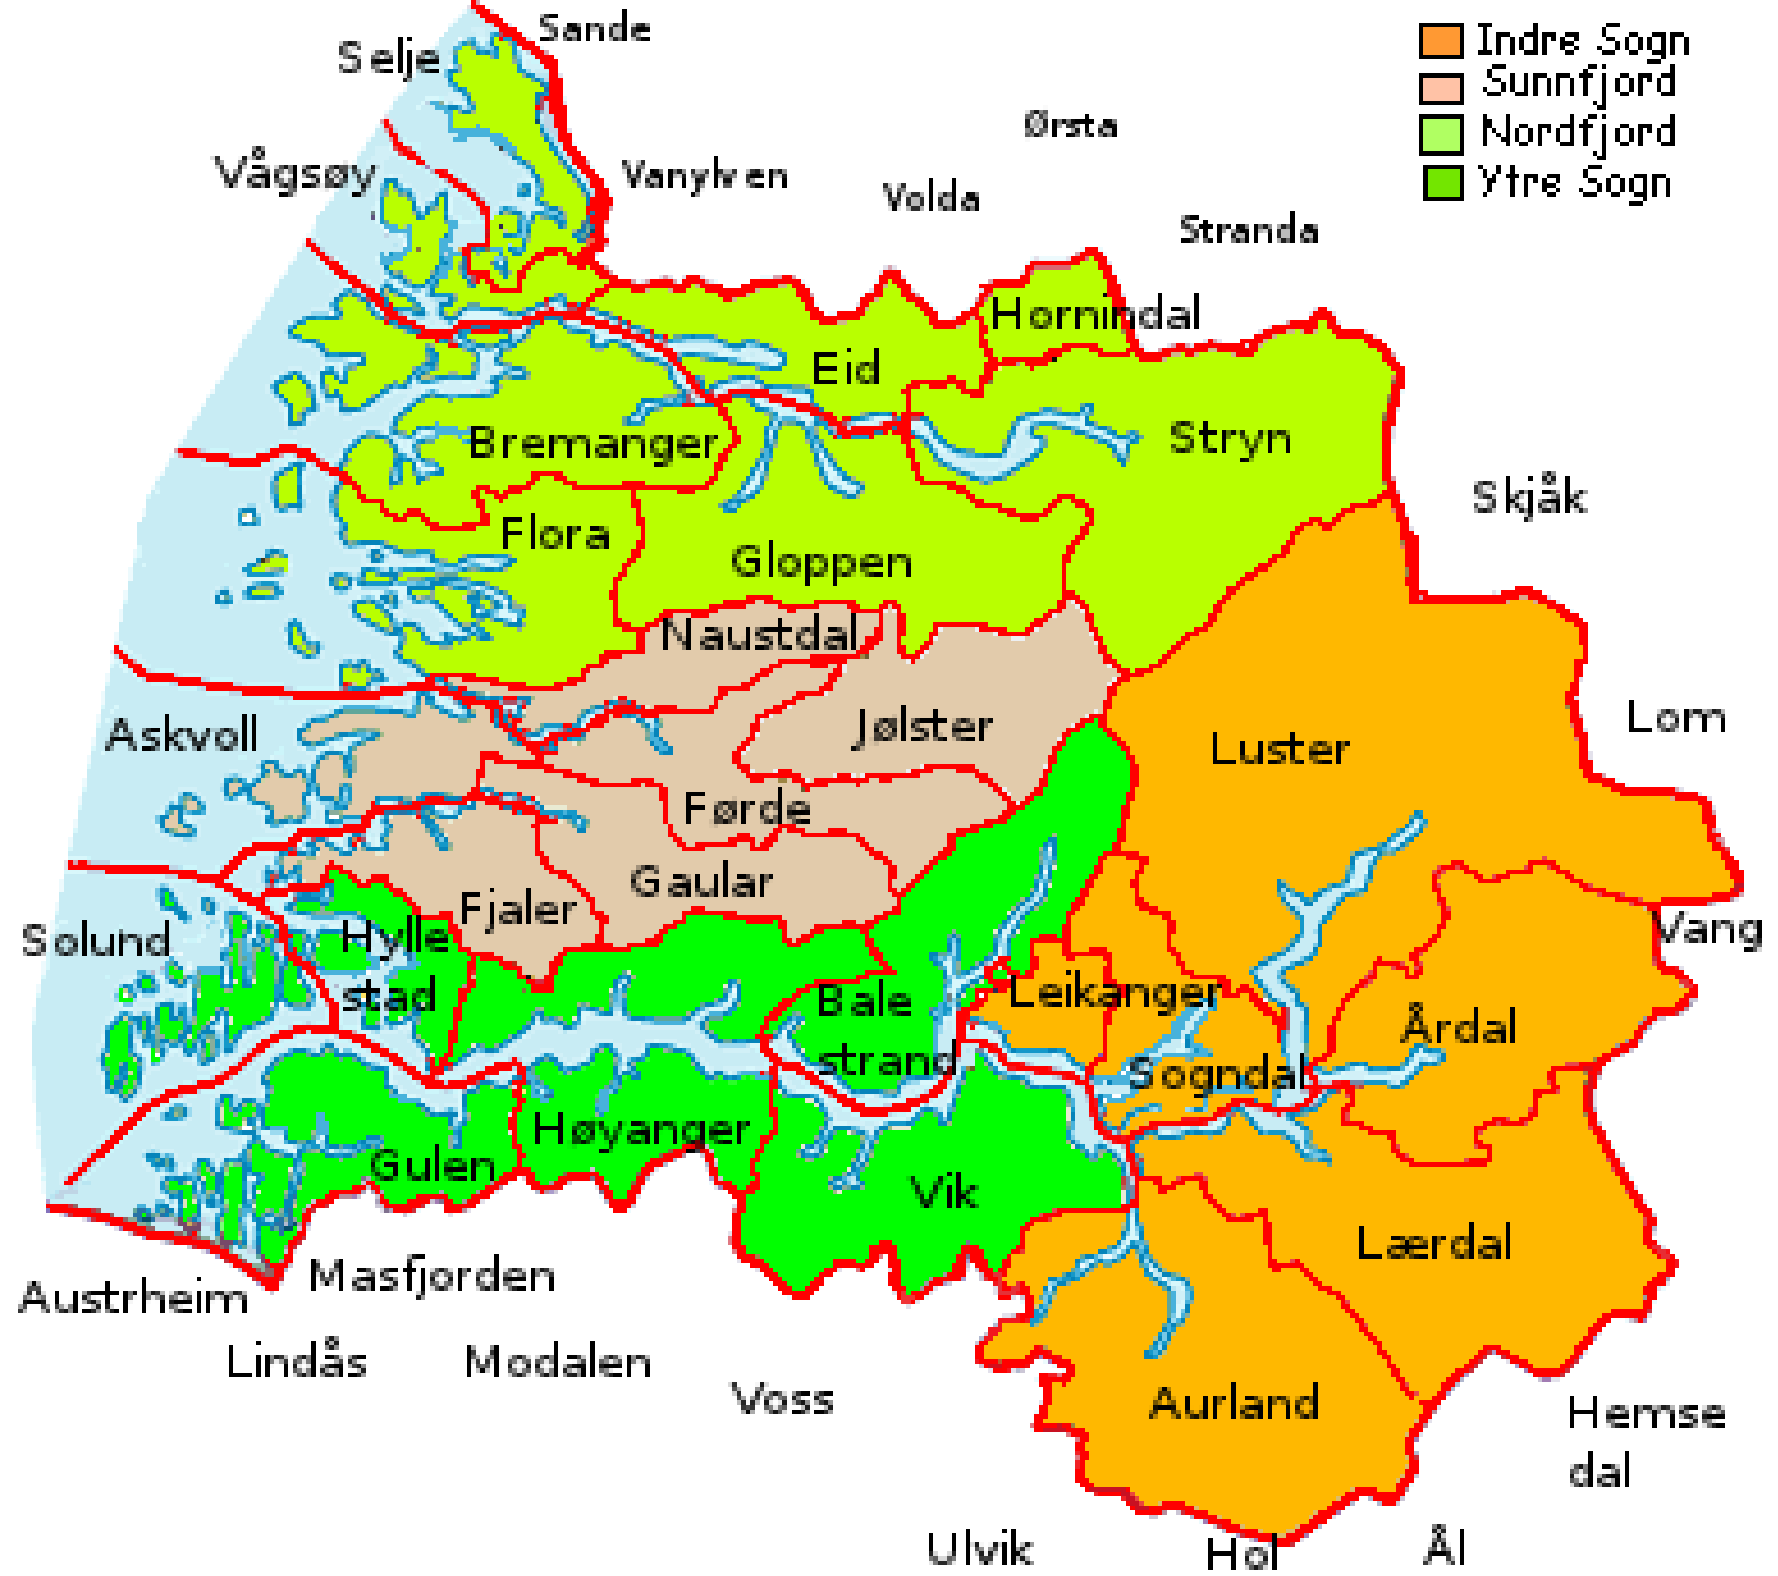 Sande
Selje
Indre Sogn
Sunnfjord
Nordfjord
Ytre Sogn
Ørsta
Vågsøy
Vanylven
Volda
Stranda
Hornindal
Eid
Bremanger
Stryn
Skjåk
Flora
Gloppen
Naustdal
Askvoll
Jølster
Luster
Lom
Førde
Gaular
Fjaler
Solund
Hylle
stad
Vang
Bale
strand
Leikanger
Årdal
Sogndal
Høyanger
Gulen
Vik
Lærdal
Masfjorden
Austrheim
Lindås
Modalen
Voss
Aurland
Hemse
dal
Ulvik
Hol
Ål